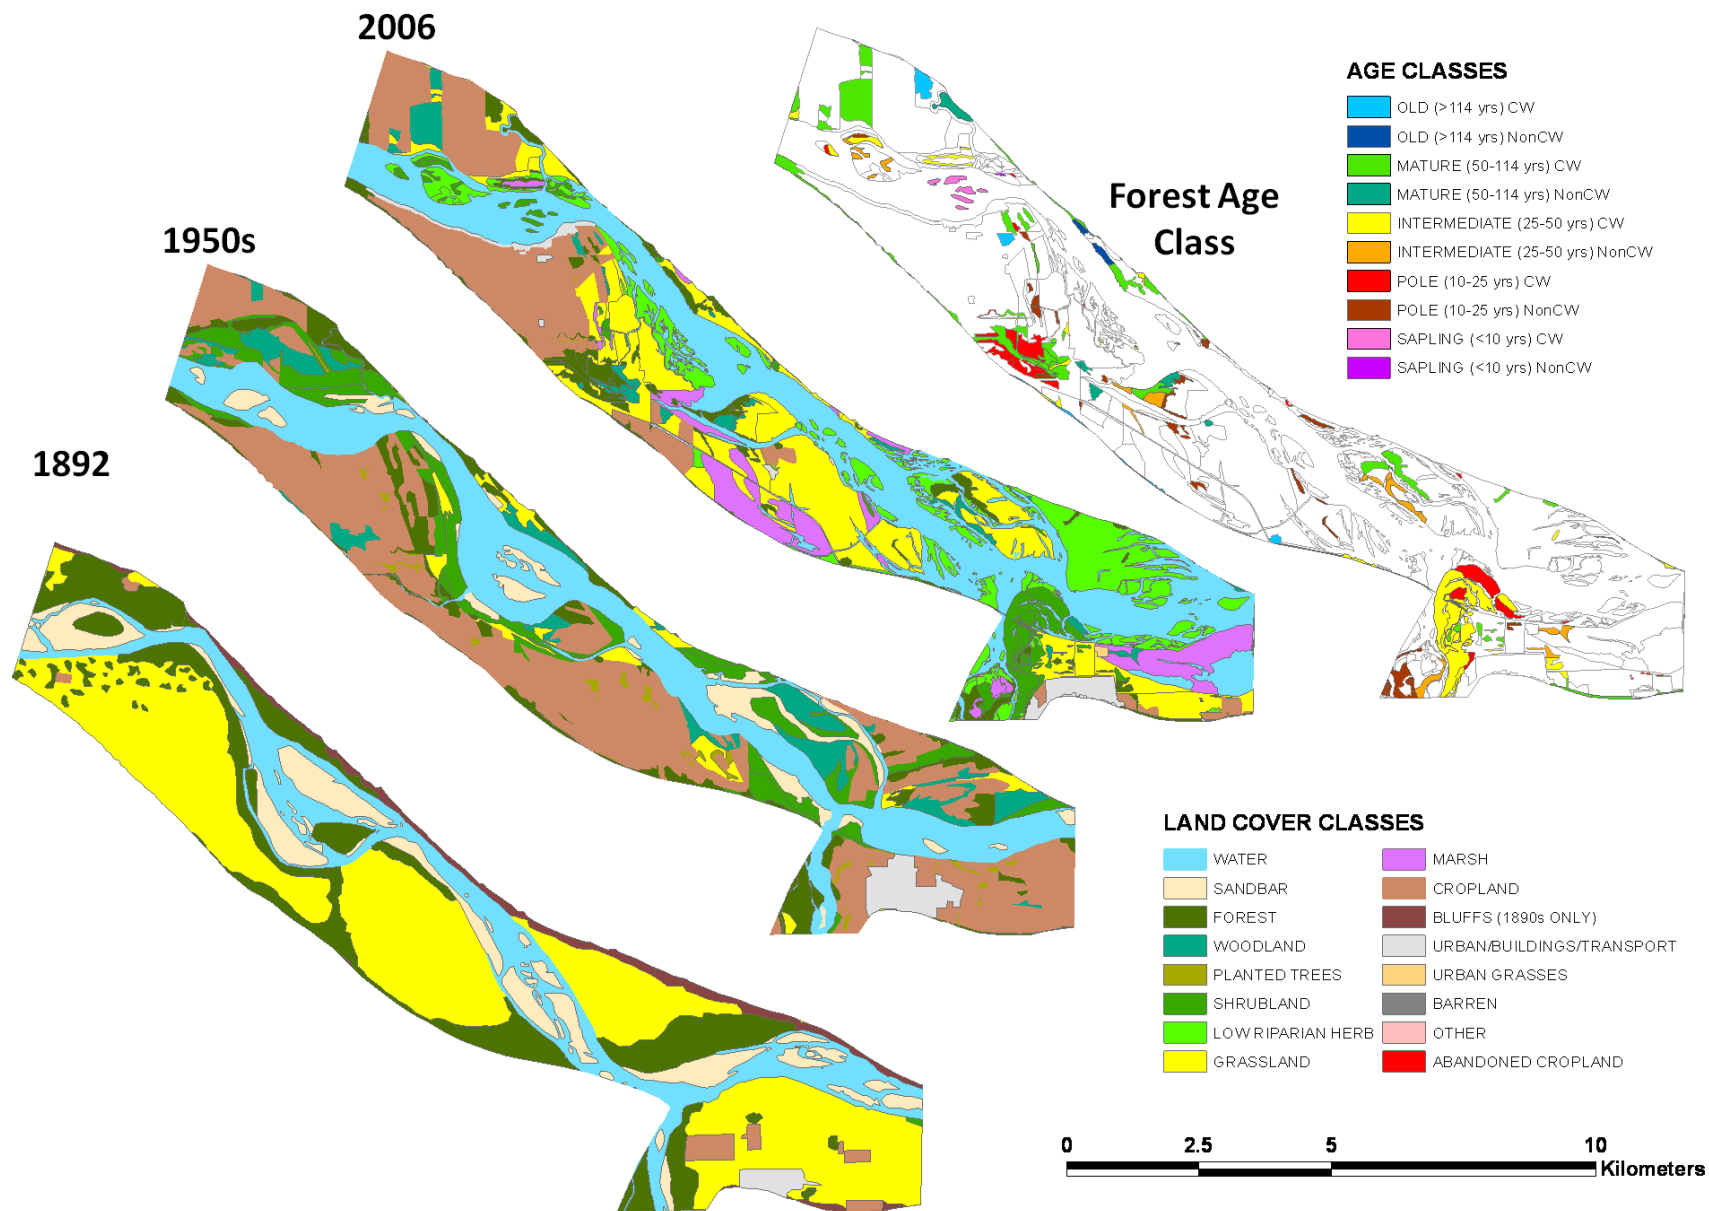 2006
1950s
1892
Forest Age
Class
AGE CLASSES
OLD (>114 yrs) CW
OLD (>114 yrs) NonCW
MATURE (50-114 yrs) CW
MATURE (50-114 yrs) NonCW
INTERMEDIATE (25-50 yrs) CW
INTERMEDIATE (25-50 yrs) NonCW
POLE (10-25 yrs) CW
POLE (10-25 yrs) NonCW
SAPLING (<10 yrs) CW
SAPLING (<10 yrs) NonCW
LAND COVER CLASSES
WATER
SANDBAR
FOREST
WOODLAND
PLANTED TREES
SHRUBLAND
LOW RIPARIAN HERB
GRASSLAND
MARSH
CROPLAND
BLUFFS (1890s ONLY)
URBAN/BUILDINGS/TRANSPORT
URBAN GRASSES
BARREN
OTHER
ABANDONED CROPLAND
0 2.5 5 10
Kilometers